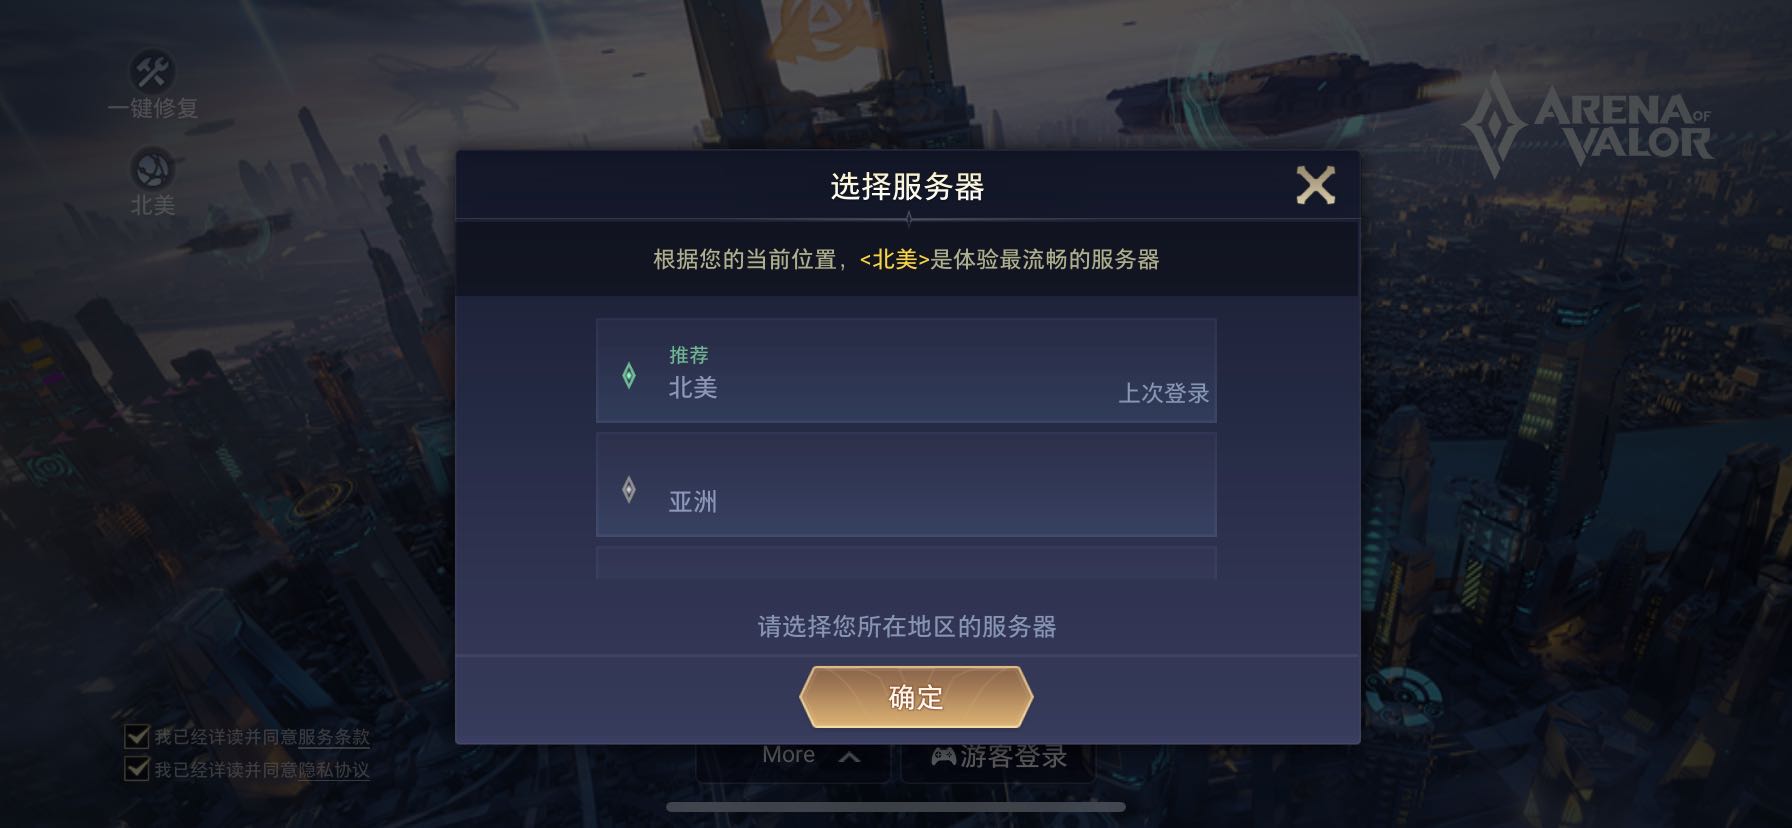 一键修复
北美
ARENA OF
VALOR
选择服务器
根据您的当前位置，<北美>是体验最流畅的服务器
推荐
北美
上次登录
亚洲
请选择您所在地区的服务器
确定
More
游客登录
我已经详读并同意服务条款
我已经详读并同意隐私协议